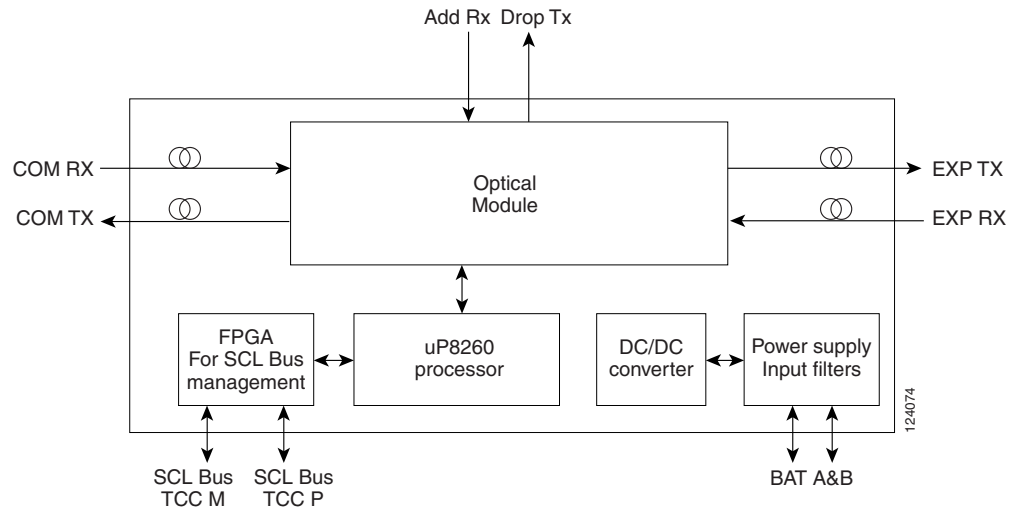 Add Rx Drop Tx
COM RX
COM TX
Optical
Module
EXP TX
EXP RX
FPGA
For SCL Bus
management
uP8260
processor
DC/DC
converter
Power supply
Input filters
124074
SCL Bus
TCC M
SCL Bus
TCC P
BAT A&B